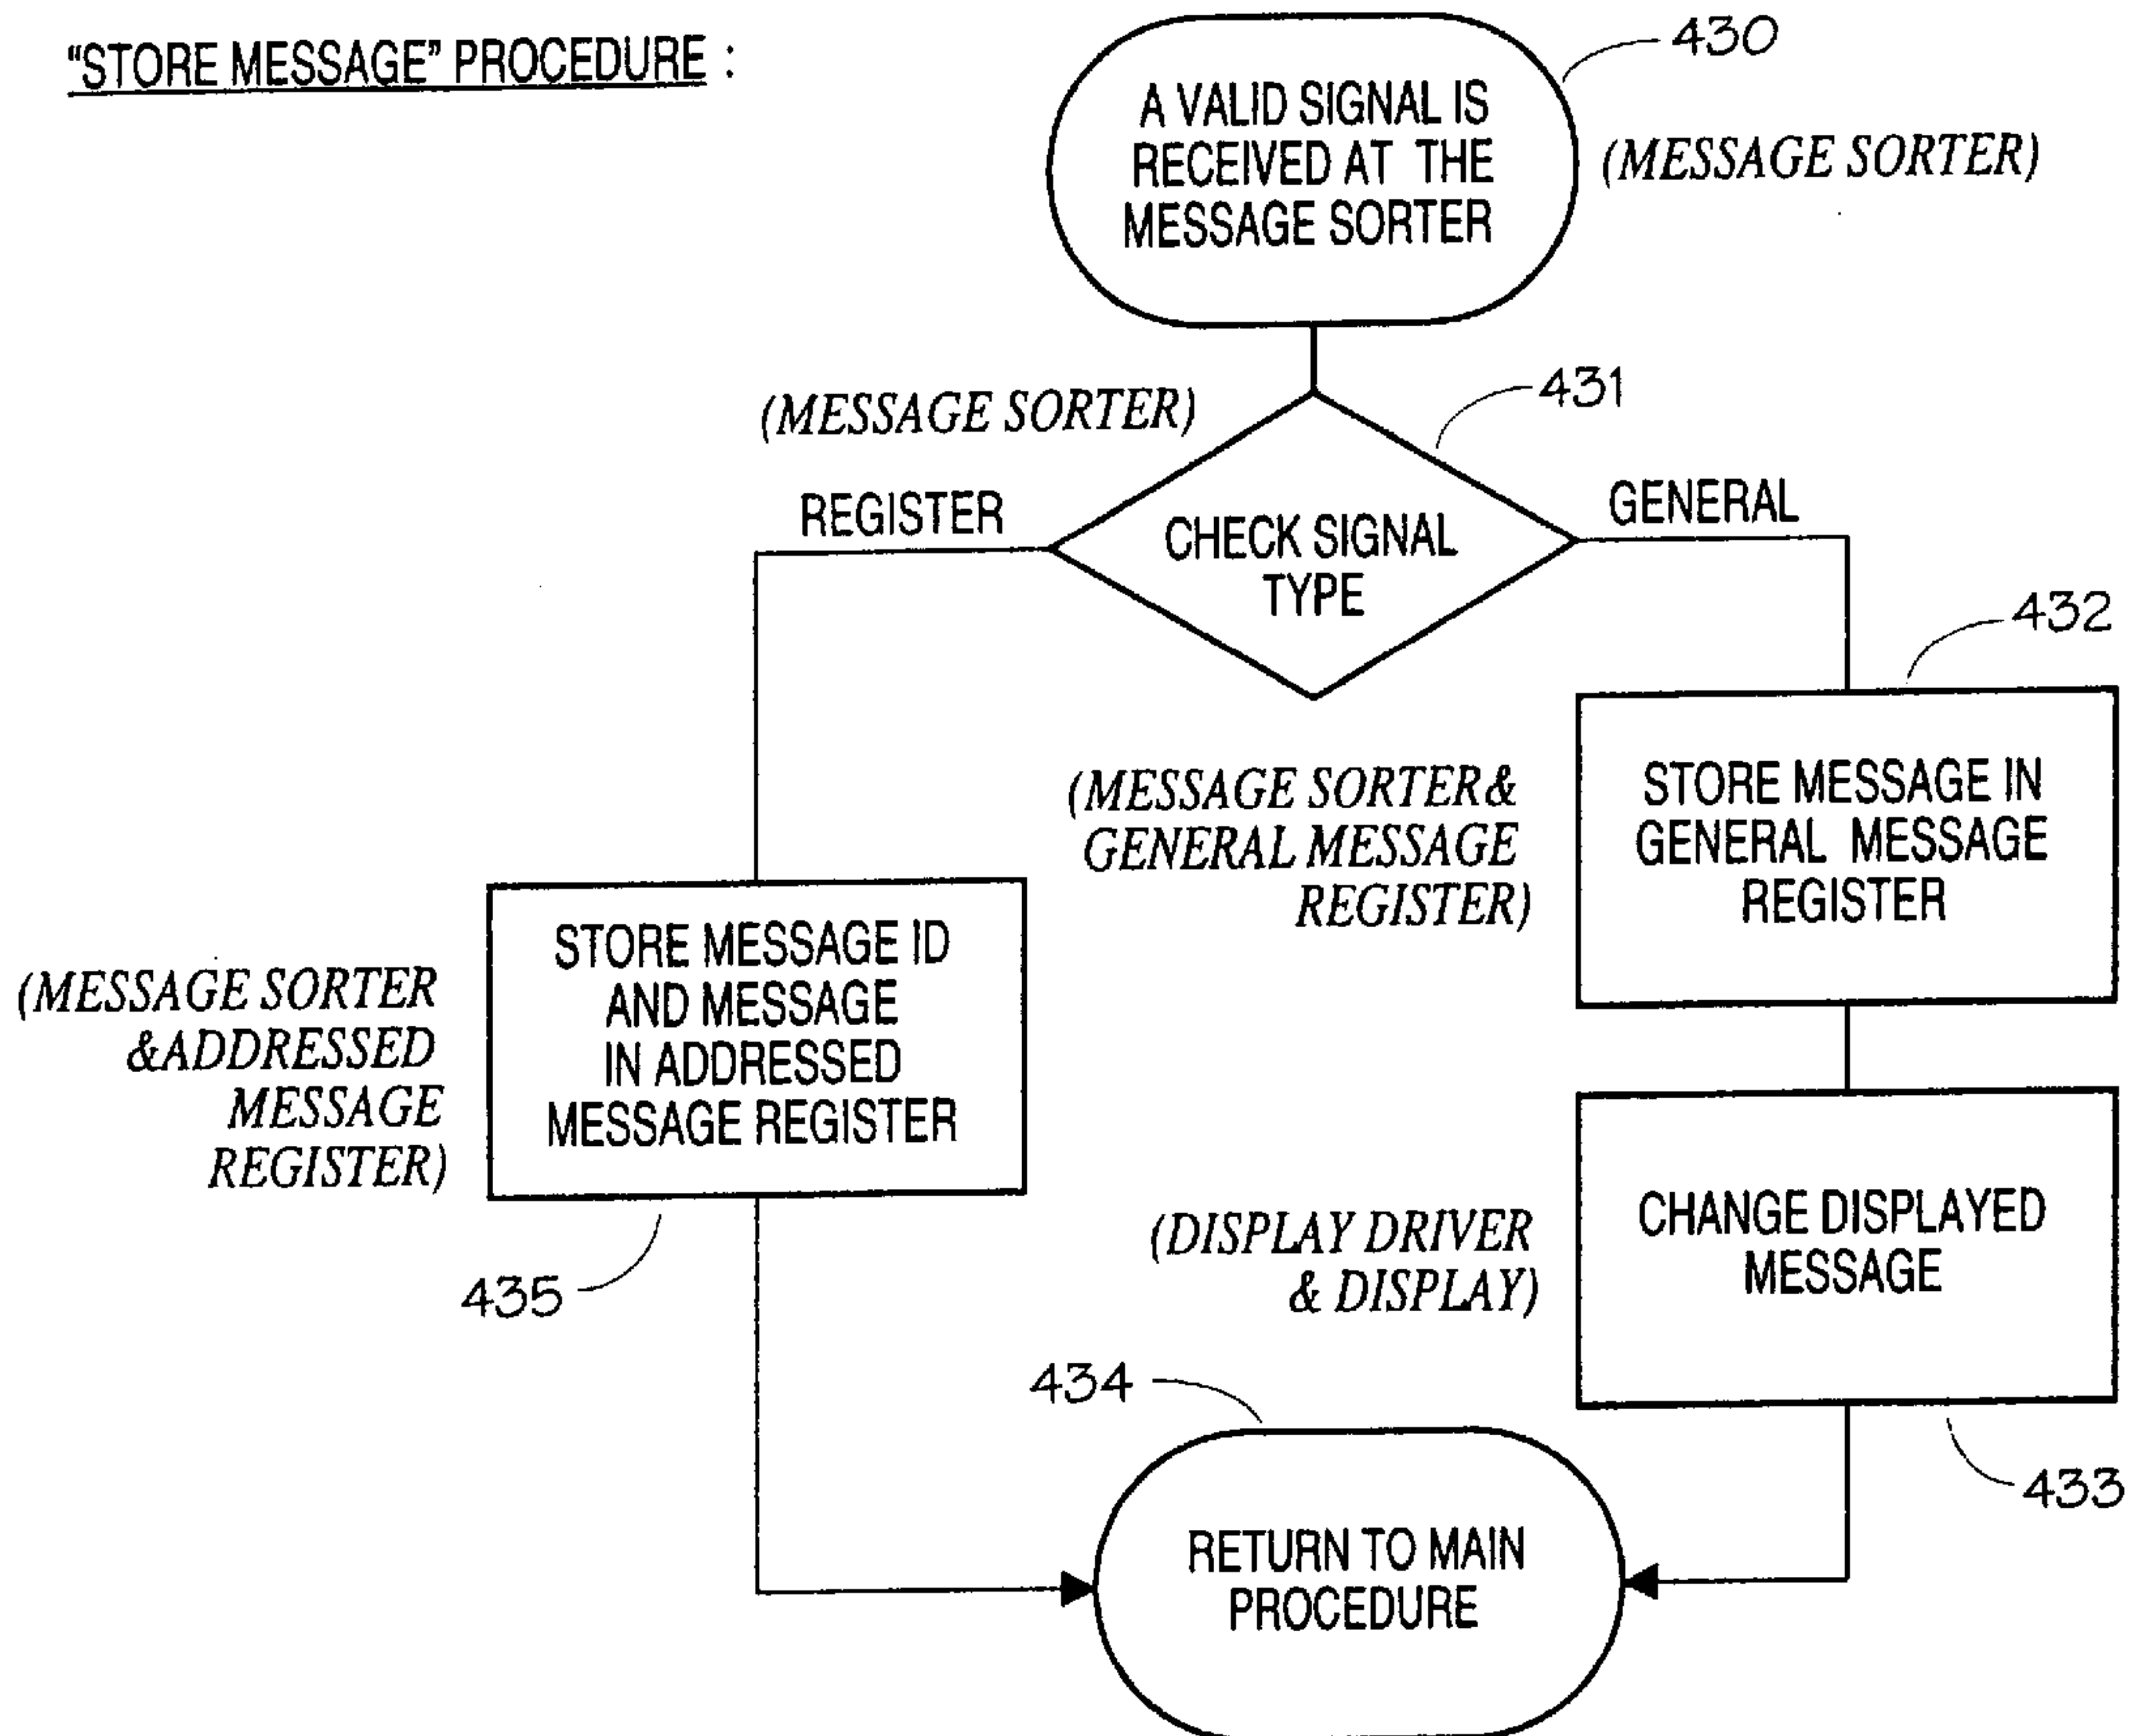 "STORE MESSAGE" PROCEDURE :
430
A VALID SIGNAL IS
RECEIVED AT THE
MESSAGE SORTER
(MESSAGE SORTER)
(MESSAGE SORTER)
431
REGISTER
GENERAL
CHECK SIGNAL
TYPE
432
(MESSAGE SORTER&
GENERAL MESSAGE
REGISTER)
STORE MESSAGE IN
GENERAL MESSAGE
REGISTER
(MESSAGE SORTER
&ADDRESSED
MESSAGE
REGISTER)
STORE MESSAGE ID
AND MESSAGE
IN ADDRESSED
MESSAGE REGISTER
435
(DISPLAY DRIVER
& DISPLAY)
CHANGE DISPLAYED
MESSAGE
433
434
RETURN TO MAIN
PROCEDURE